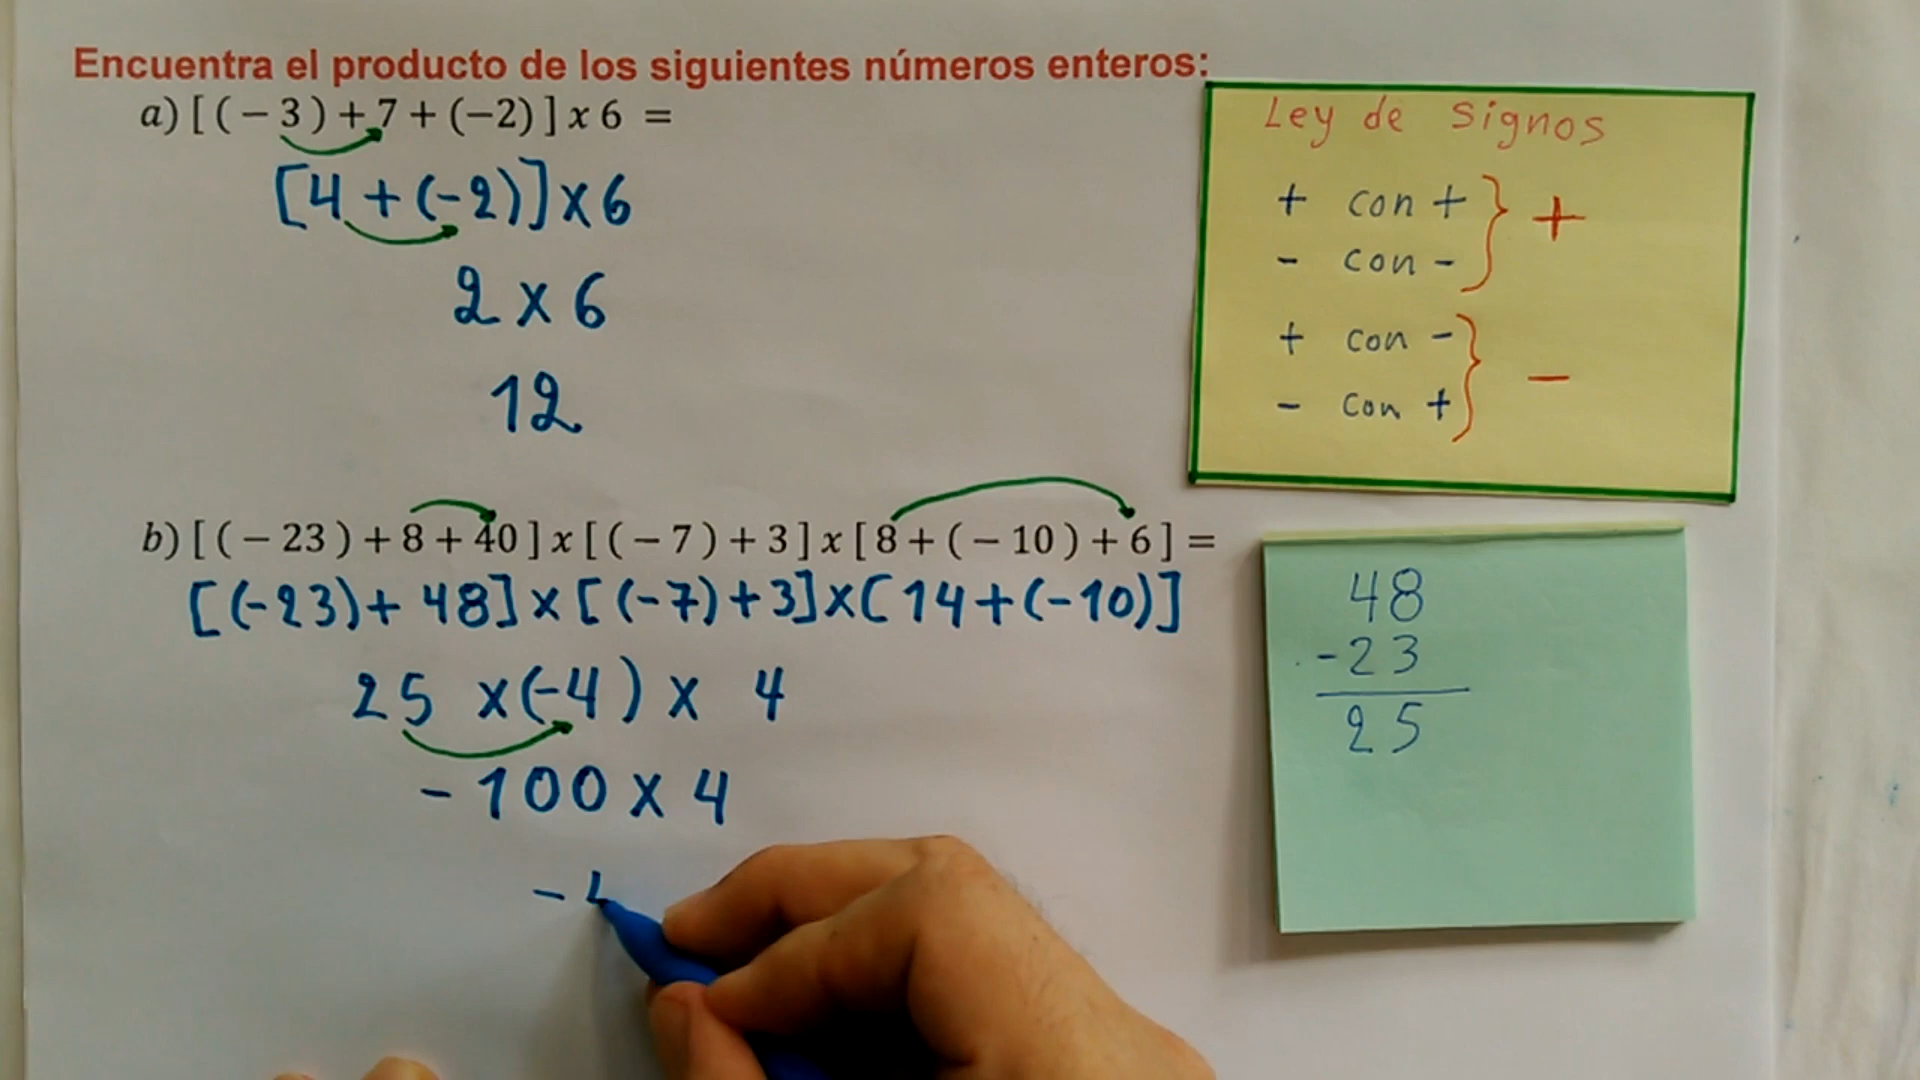 Encuentra el producto de los siguientes números enteros:
a) [ ( − 3 ) + 7 + (−2) ] x 6 =
[4 + (-2)] x 6
2 x 6
12
b) [ ( − 23 ) + 8 + 40 ] x [ ( − 7 ) + 3 ] x [ 8 + ( − 10 ) + 6 ] =
[(-23) + 48] x [(-7) + 3] x [14 + (-10)]
25 x (-4) x 4
-100 x 4
- 4
Ley de Signos
+ con + } +
- con -
+ con - } -
- con +
48
-23
25